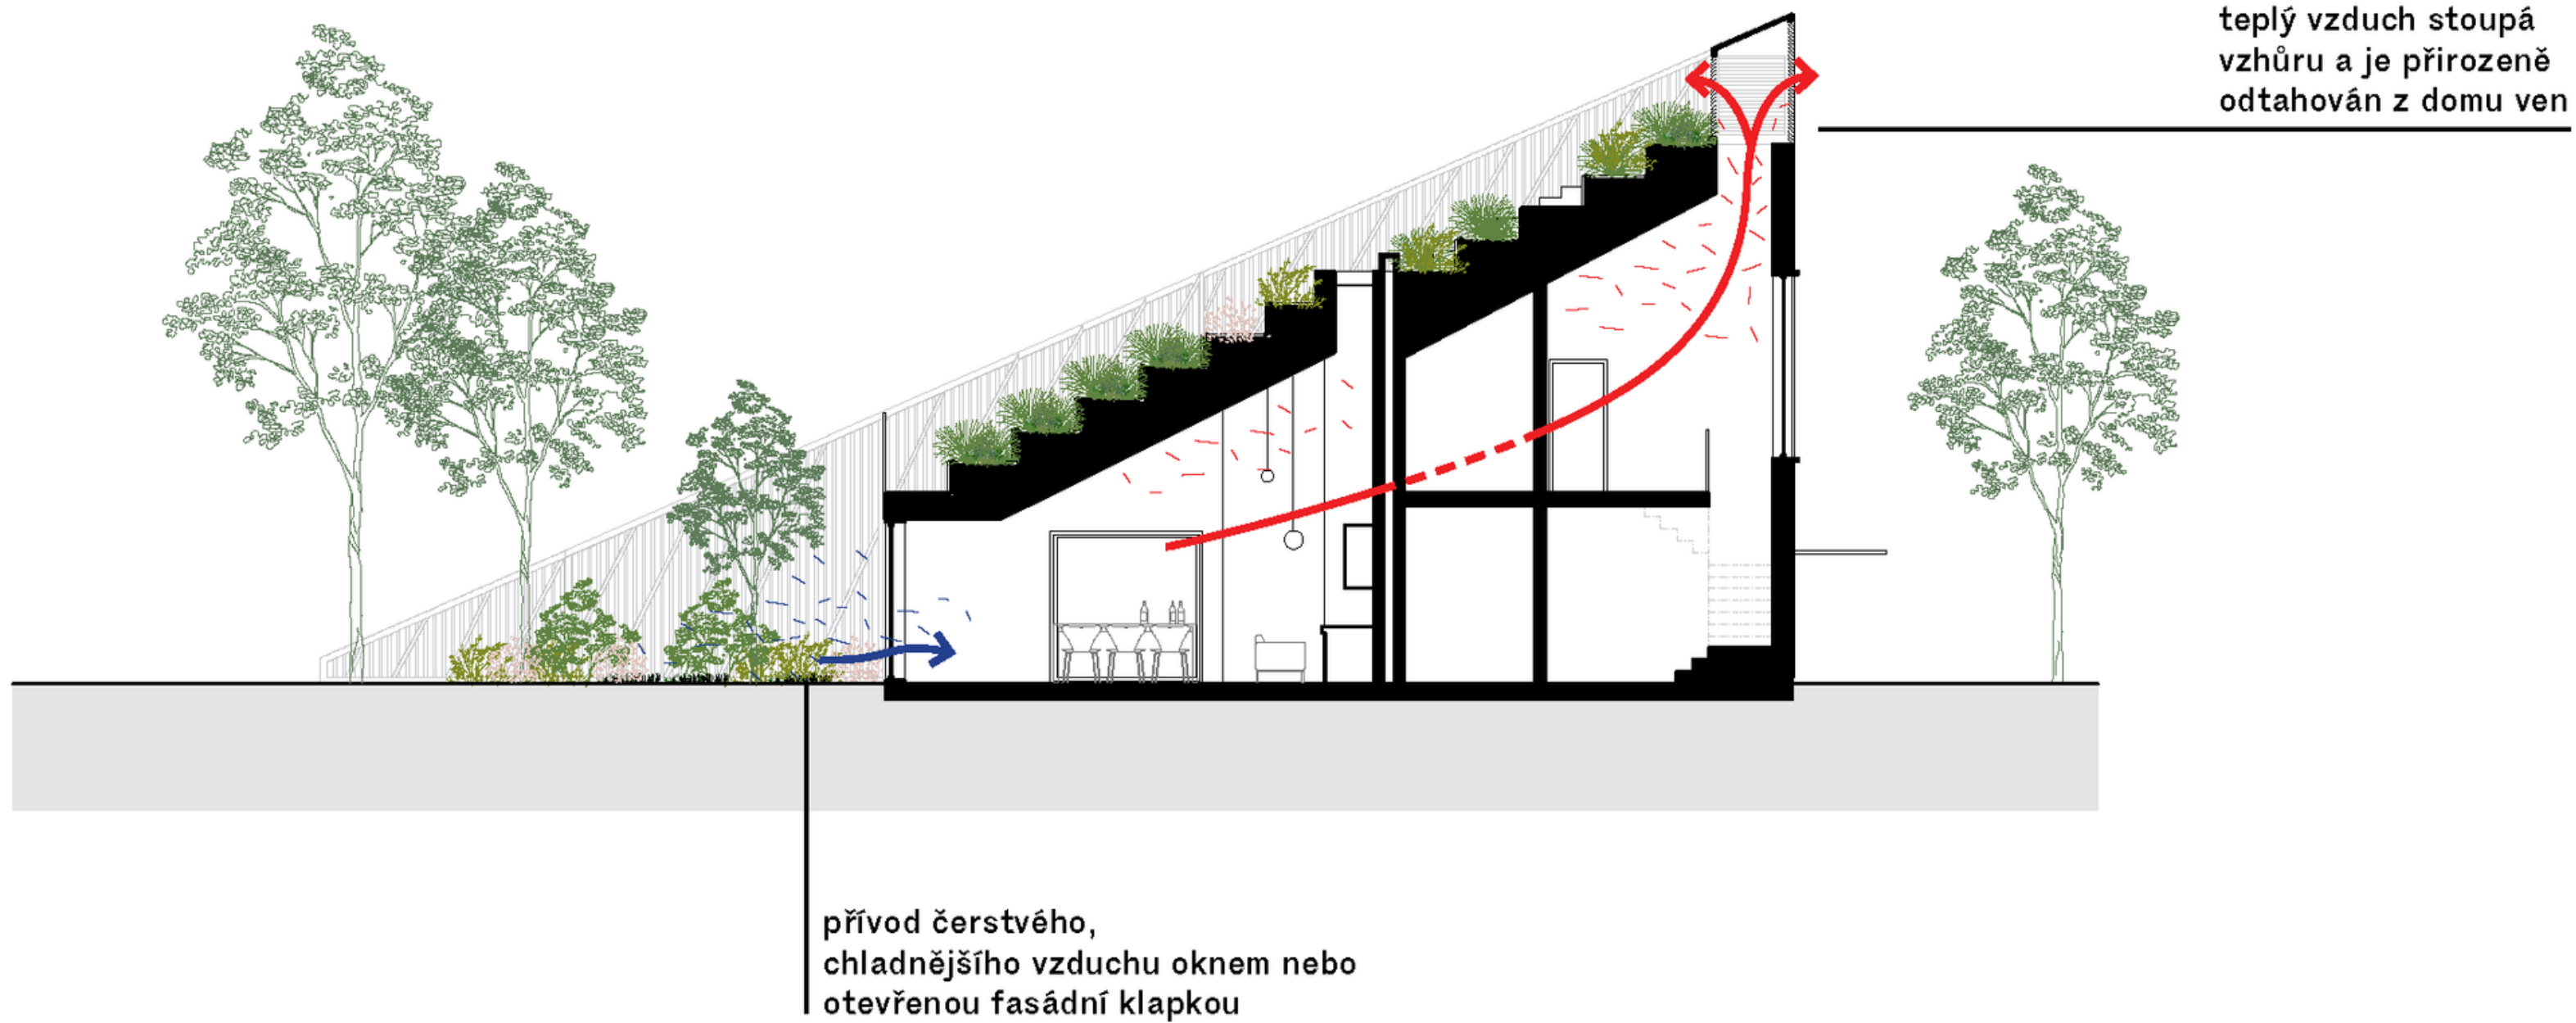 teplý vzduch stoupá
vzhůru a je přirozeně
odtahován z domu ven
přívod čerstvého,
chladnějšího vzduchu oknem nebo
otevřenou fasádní klapkou